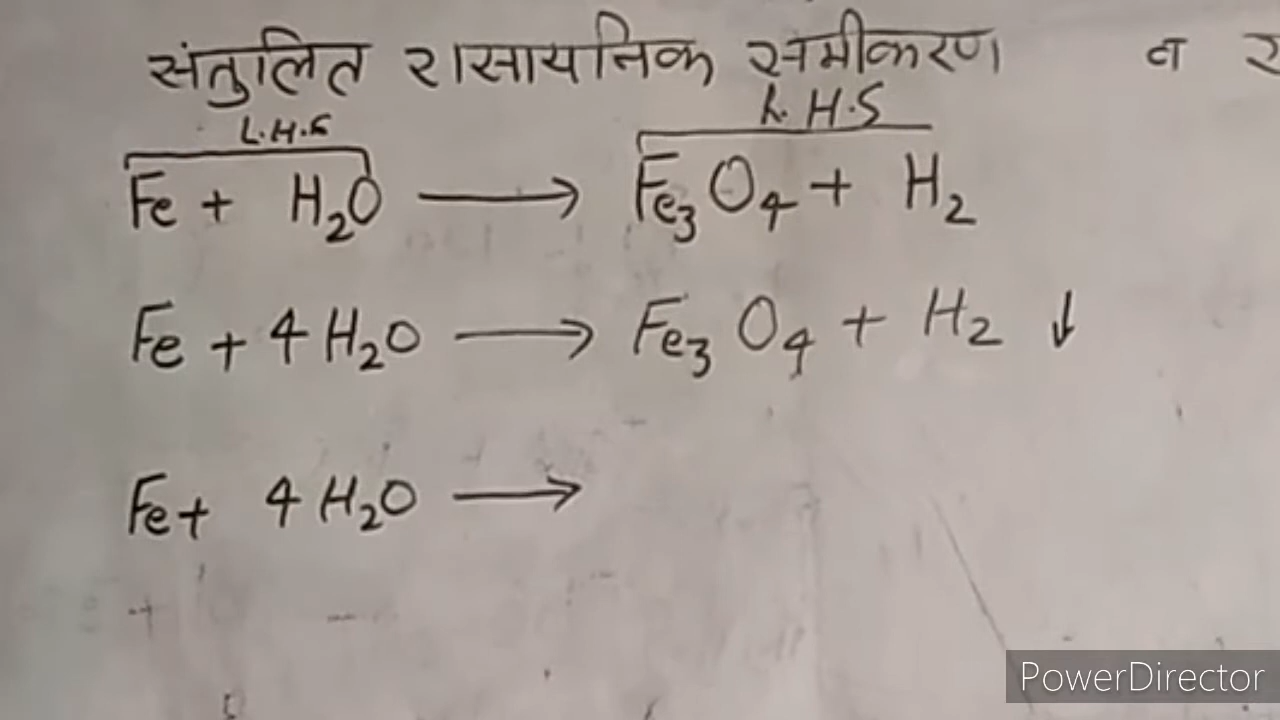 संतुलित रासायनिक समीकरण व
L.H.S L.H.S
Fe + H₂O ⟶ Fe₃O₄ + H₂
Fe + 4H₂O ⟶ Fe₃O₄ + H₂ ↓
Fe + 4H₂O ⟶
PowerDirector